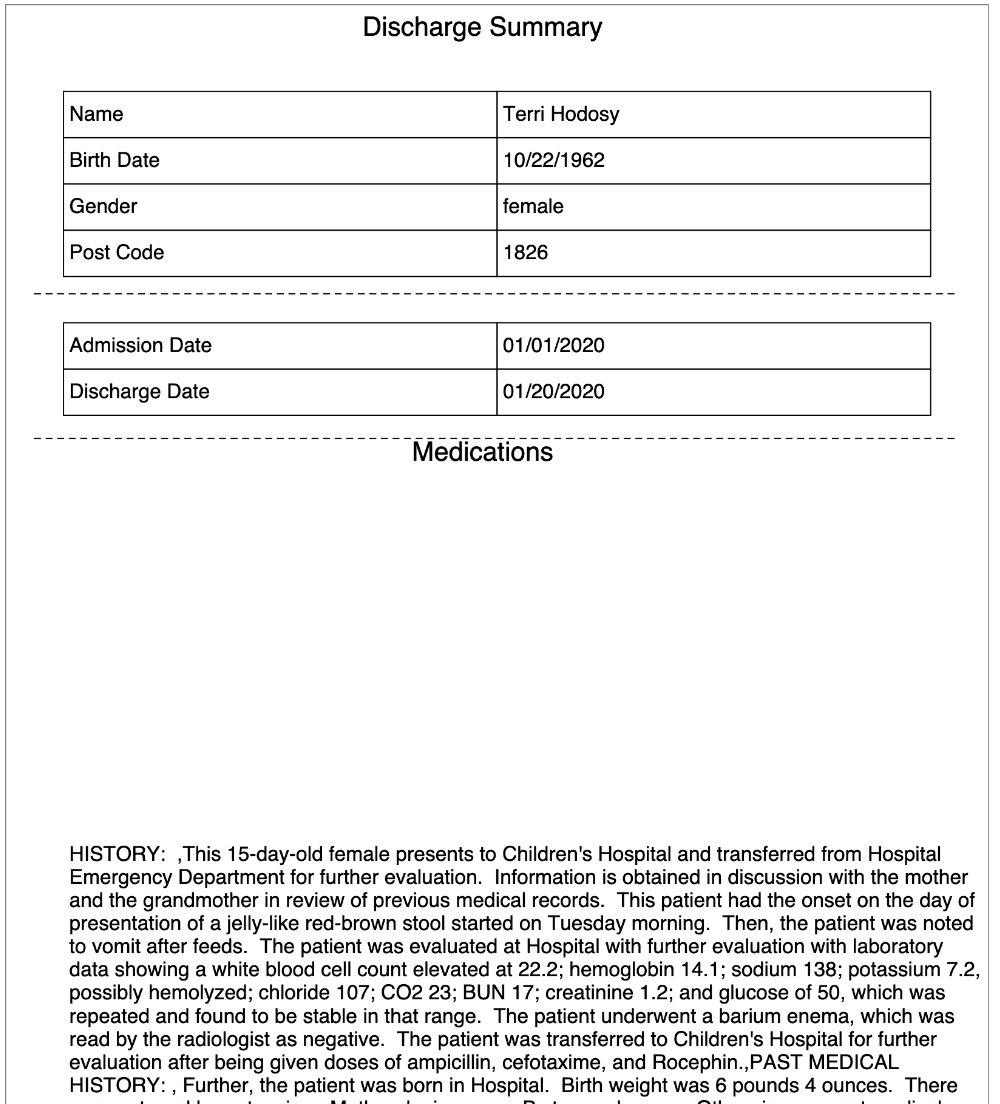 Discharge Summary
Name Terri Hodosy
Birth Date 10/22/1962
Gender female
Post Code 1826
Admission Date 01/01/2020
Discharge Date 01/20/2020
Medications
HISTORY:  ,This 15-day-old female presents to Children's Hospital and transferred from Hospital
Emergency Department for further evaluation.  Information is obtained in discussion with the mother
and the grandmother in review of previous medical records.  This patient had the onset on the day of
presentation of a jelly-like red-brown stool started on Tuesday morning.  Then, the patient was noted
to vomit after feeds.  The patient was evaluated at Hospital with further evaluation with laboratory
data showing a white blood cell count elevated at 22.2; hemoglobin 14.1; sodium 138; potassium 7.2,
possibly hemolyzed; chloride 107; CO2 23; BUN 17; creatinine 1.2; and glucose of 50, which was
repeated and found to be stable in that range.  The patient underwent a barium enema, which was
read by the radiologist as negative.  The patient was transferred to Children's Hospital for further
evaluation after being given doses of ampicillin, cefotaxime, and Rocephin.,PAST MEDICAL
HISTORY: , Further, the patient was born in Hospital.  Birth weight was 6 pounds 4 ounces.  There